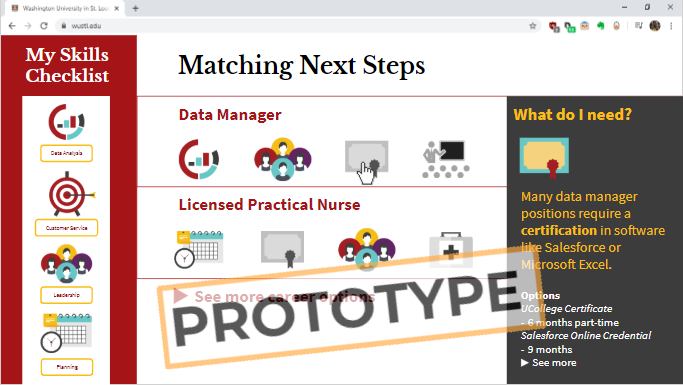 Washington University in St. Loui
wustl.edu
My Skills
Checklist
Data Analysis
Customer Service
Leadership
Planning
Matching Next Steps
Data Manager
Licensed Practical Nurse
See more career options
PROTOTYPE
What do I need?
Many data manager
positions require a
certification in software
like Salesforce or
Microsoft Excel.
Options
UCollege Certificate
- 6 months part-time
Salesforce Online Credential
- 9 months
See more